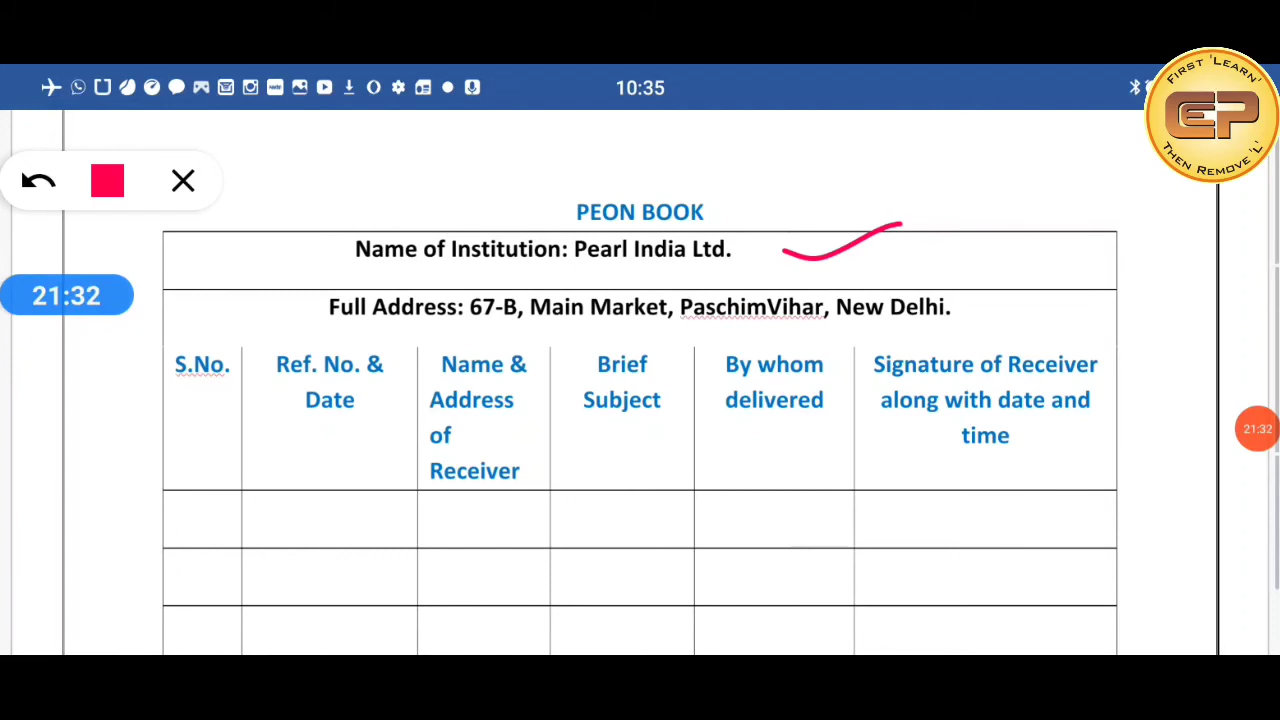 10:35
FIRST 'LEARN'
EP
THEN REMOVE 'L'
PEON BOOK
Name of Institution: Pearl India Ltd.
21:32
Full Address: 67-B, Main Market, PaschimVihar, New Delhi.
S.No.
Ref. No. &
Date
Name &
Address
of
Receiver
Brief
Subject
By whom
delivered
Signature of Receiver
along with date and
time
21:32